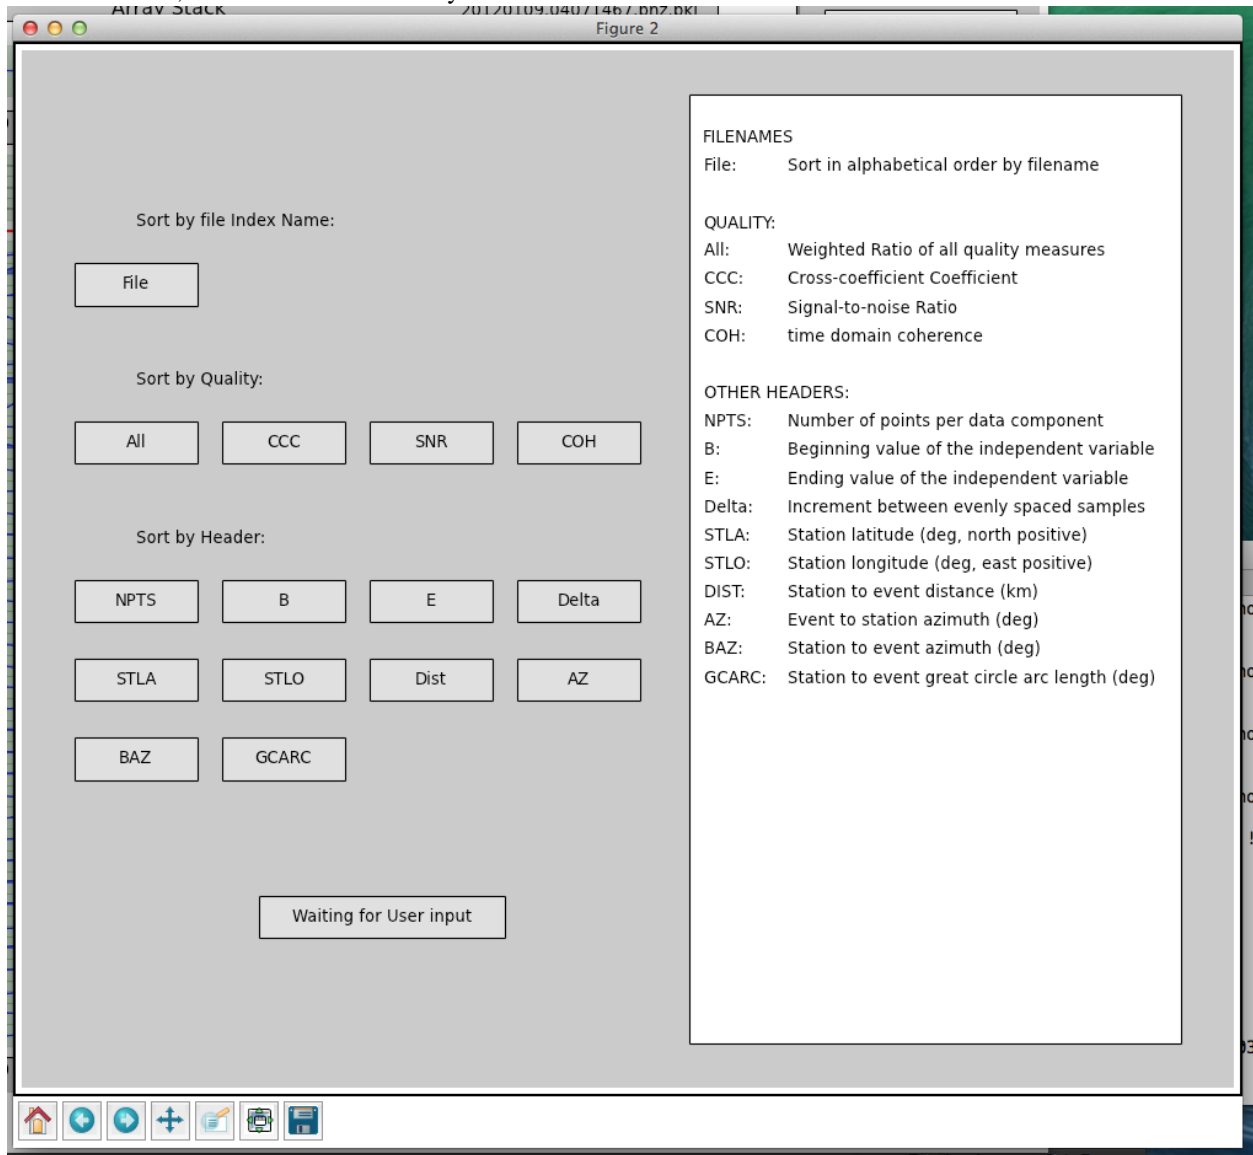 Array Stack 20120109.04071467.bhz.pkl
Figure 2
Sort by file Index Name:
File
Sort by Quality:
All CCC SNR COH
Sort by Header:
NPTS B E Delta
STLA STLO Dist AZ
BAZ GCARC
Waiting for User input
FILENAMES
File: Sort in alphabetical order by filename
QUALITY:
All: Weighted Ratio of all quality measures
CCC: Cross-coefficient Coefficient
SNR: Signal-to-noise Ratio
COH: time domain coherence
OTHER HEADERS:
NPTS: Number of points per data component
B: Beginning value of the independent variable
E: Ending value of the independent variable
Delta: Increment between evenly spaced samples
STLA: Station latitude (deg, north positive)
STLO: Station longitude (deg, east positive)
DIST: Station to event distance (km)
AZ: Event to station azimuth (deg)
BAZ: Station to event azimuth (deg)
GCARC: Station to event great circle arc length (deg)